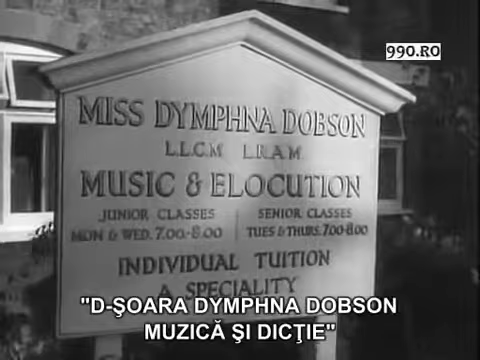 990.RO
MISS DYMPHNA DOBSON
L.L.C.M L.R.A.M
MUSIC & ELOCUTION
JUNIOR CLASSES
MON & WED. 7.00-8.00
SENIOR CLASSES
TUES & THURS. 7.00-8.00
INDIVIDUAL TUITION
A SPECIALITY
"D-ŞOARA DYMPHNA DOBSON
MUZICĂ ŞI DICŢIE"